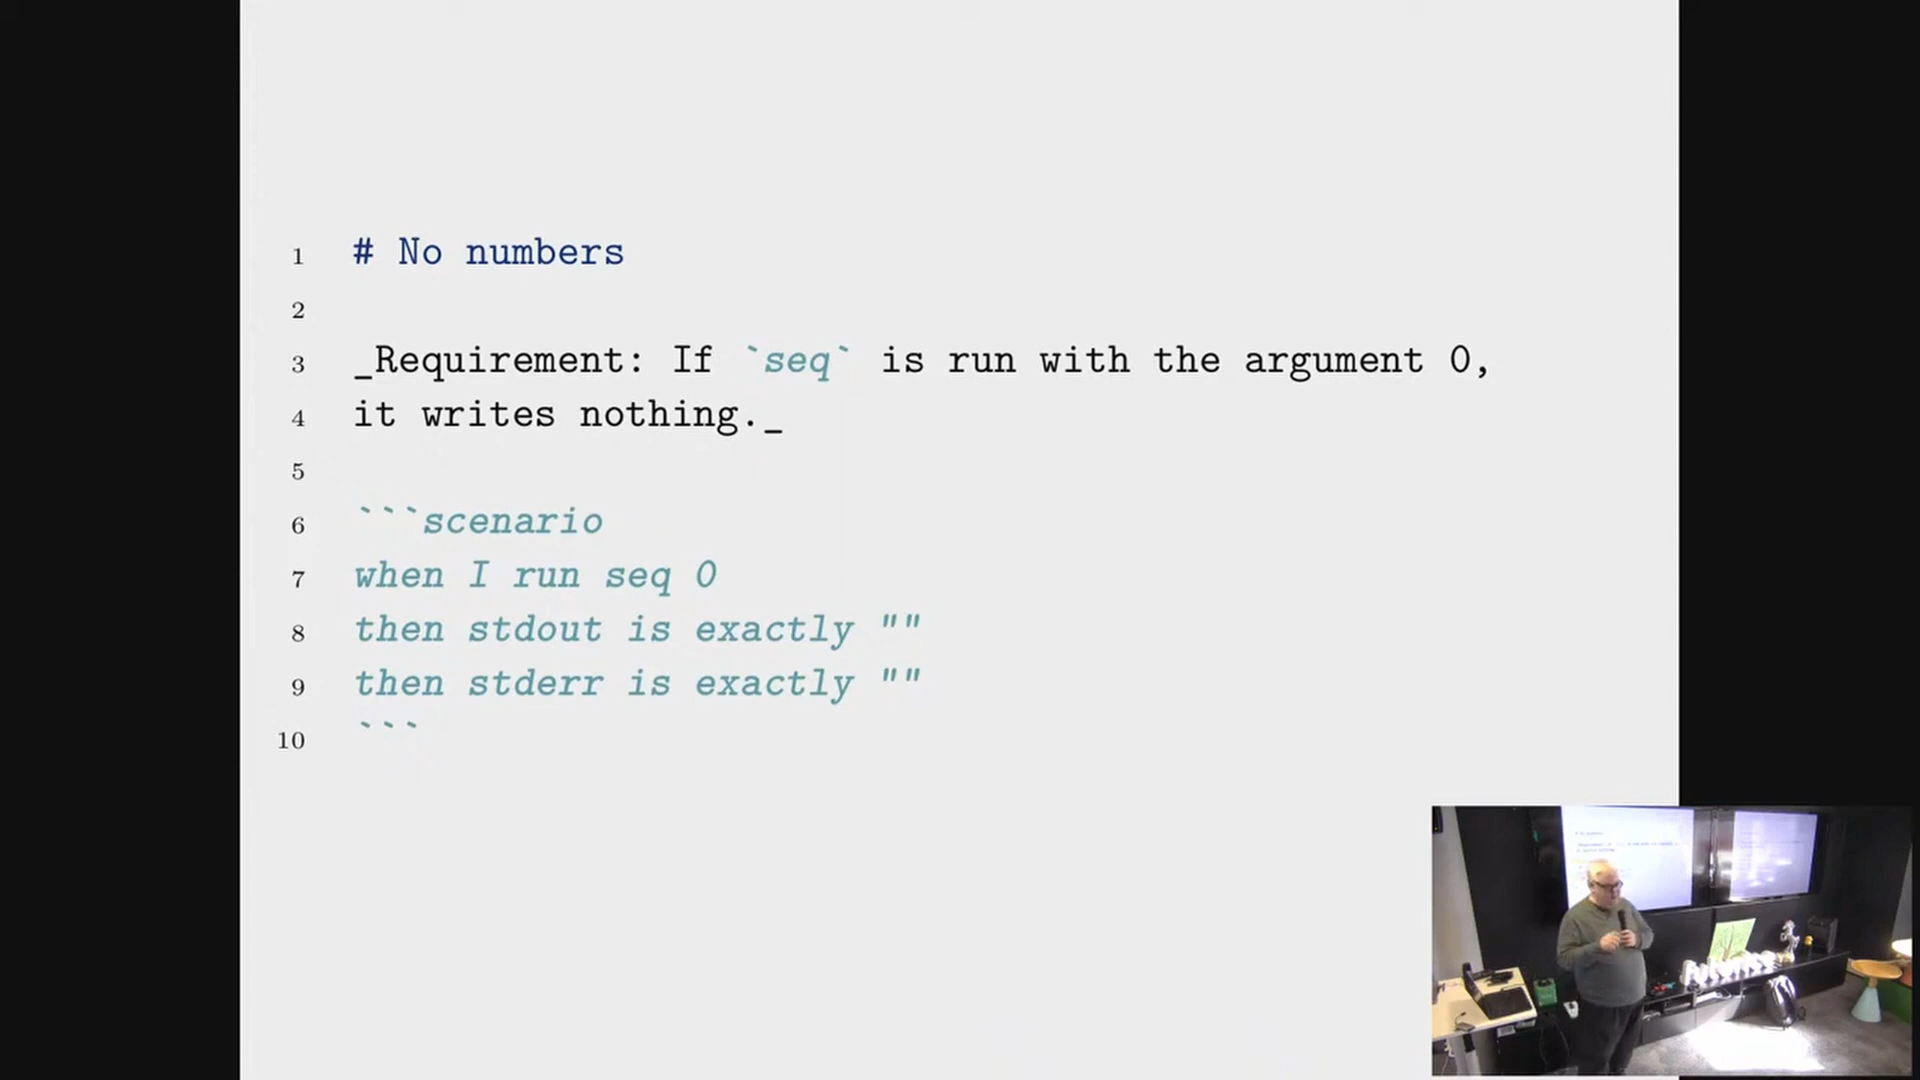 1 # No numbers
2
3 _Requirement: If `seq` is run with the argument 0,
4 it writes nothing._
5
6 ```scenario
7 when I run seq 0
8 then stdout is exactly ""
9 then stderr is exactly ""
10 ```
futurice